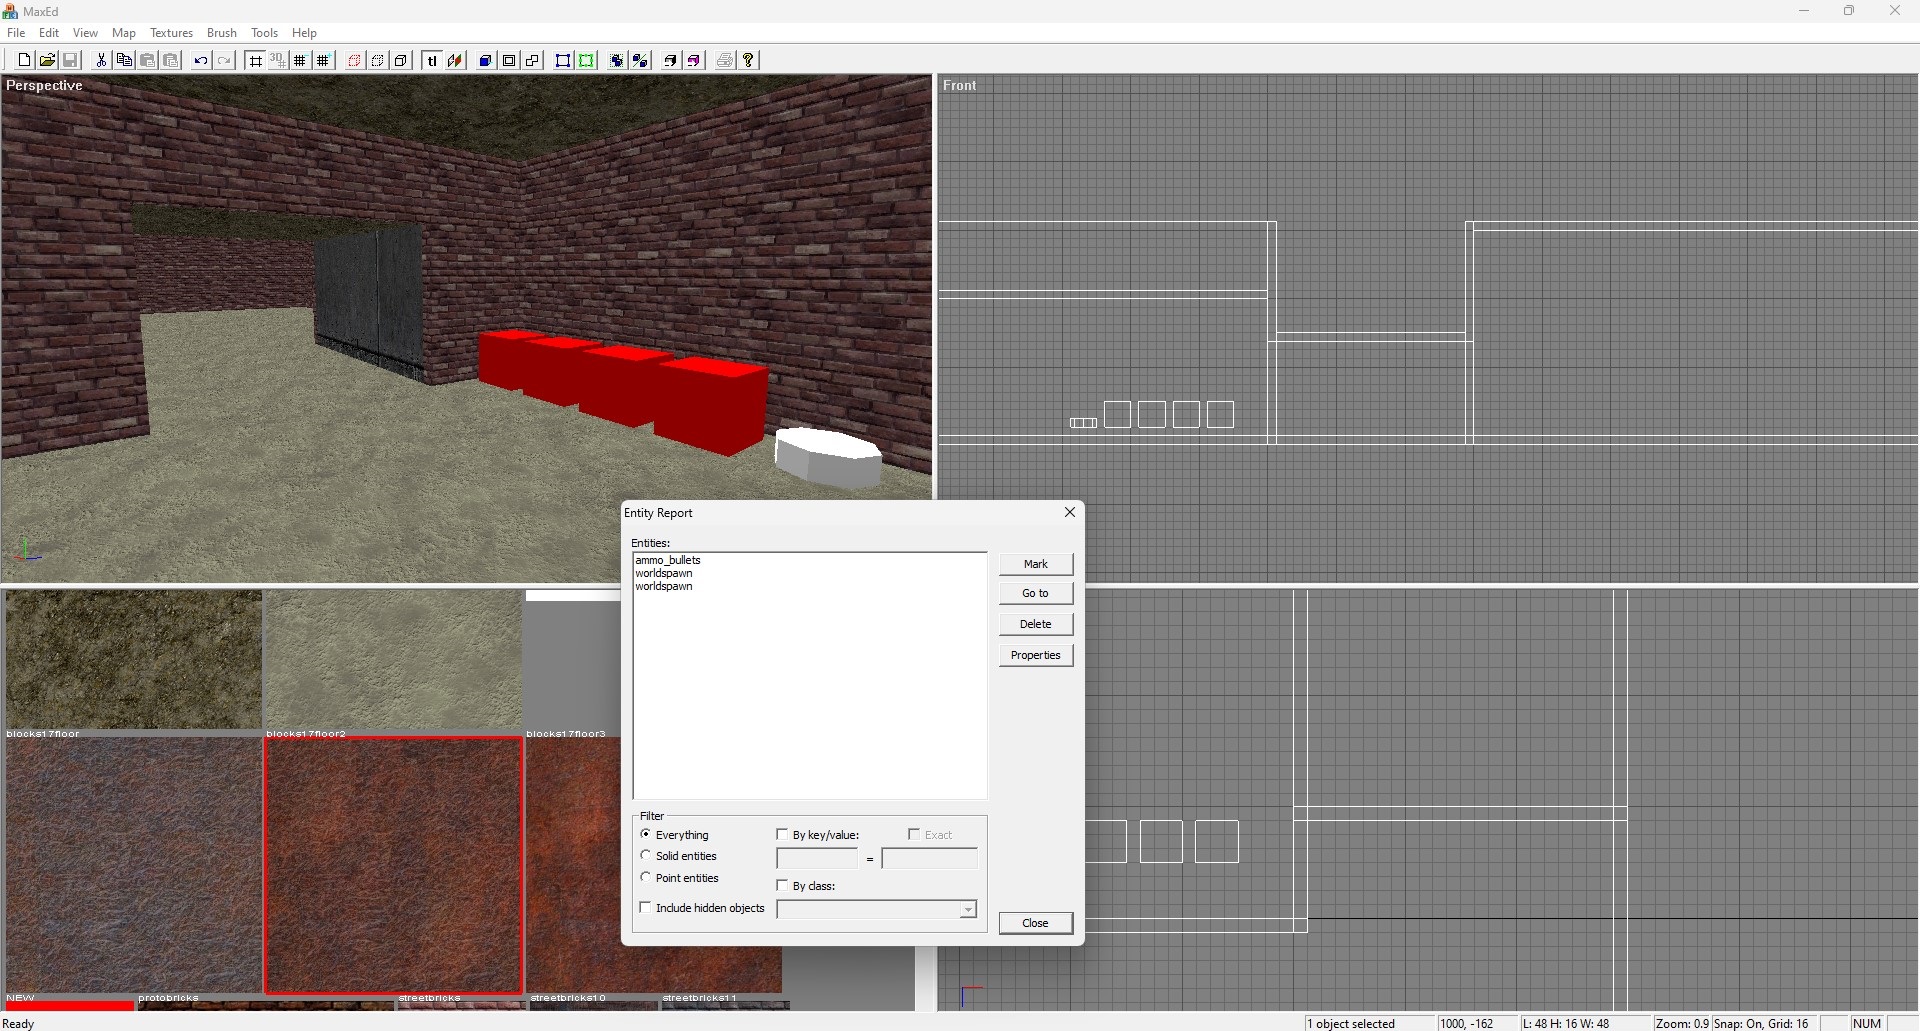 MaxEd
File Edit View Map Textures Brush Tools Help
3D
tl
Perspective
Front
Entity Report
Entities:
ammo_bullets
worldspawn
worldspawn
Mark
Go to
Delete
Properties
Filter
Everything
Solid entities
Point entities
Include hidden objects
By key/value:
Exact
=
By class:
Close
blocks17floor
blocks17floor2
blocks17floor3
NEW
protobricks
streetbricks
streetbricks10
streetbricks11
Ready
1 object selected
1000, -162
L: 48 H: 16 W: 48
Zoom: 0.9
Snap: On, Grid: 16
NUM